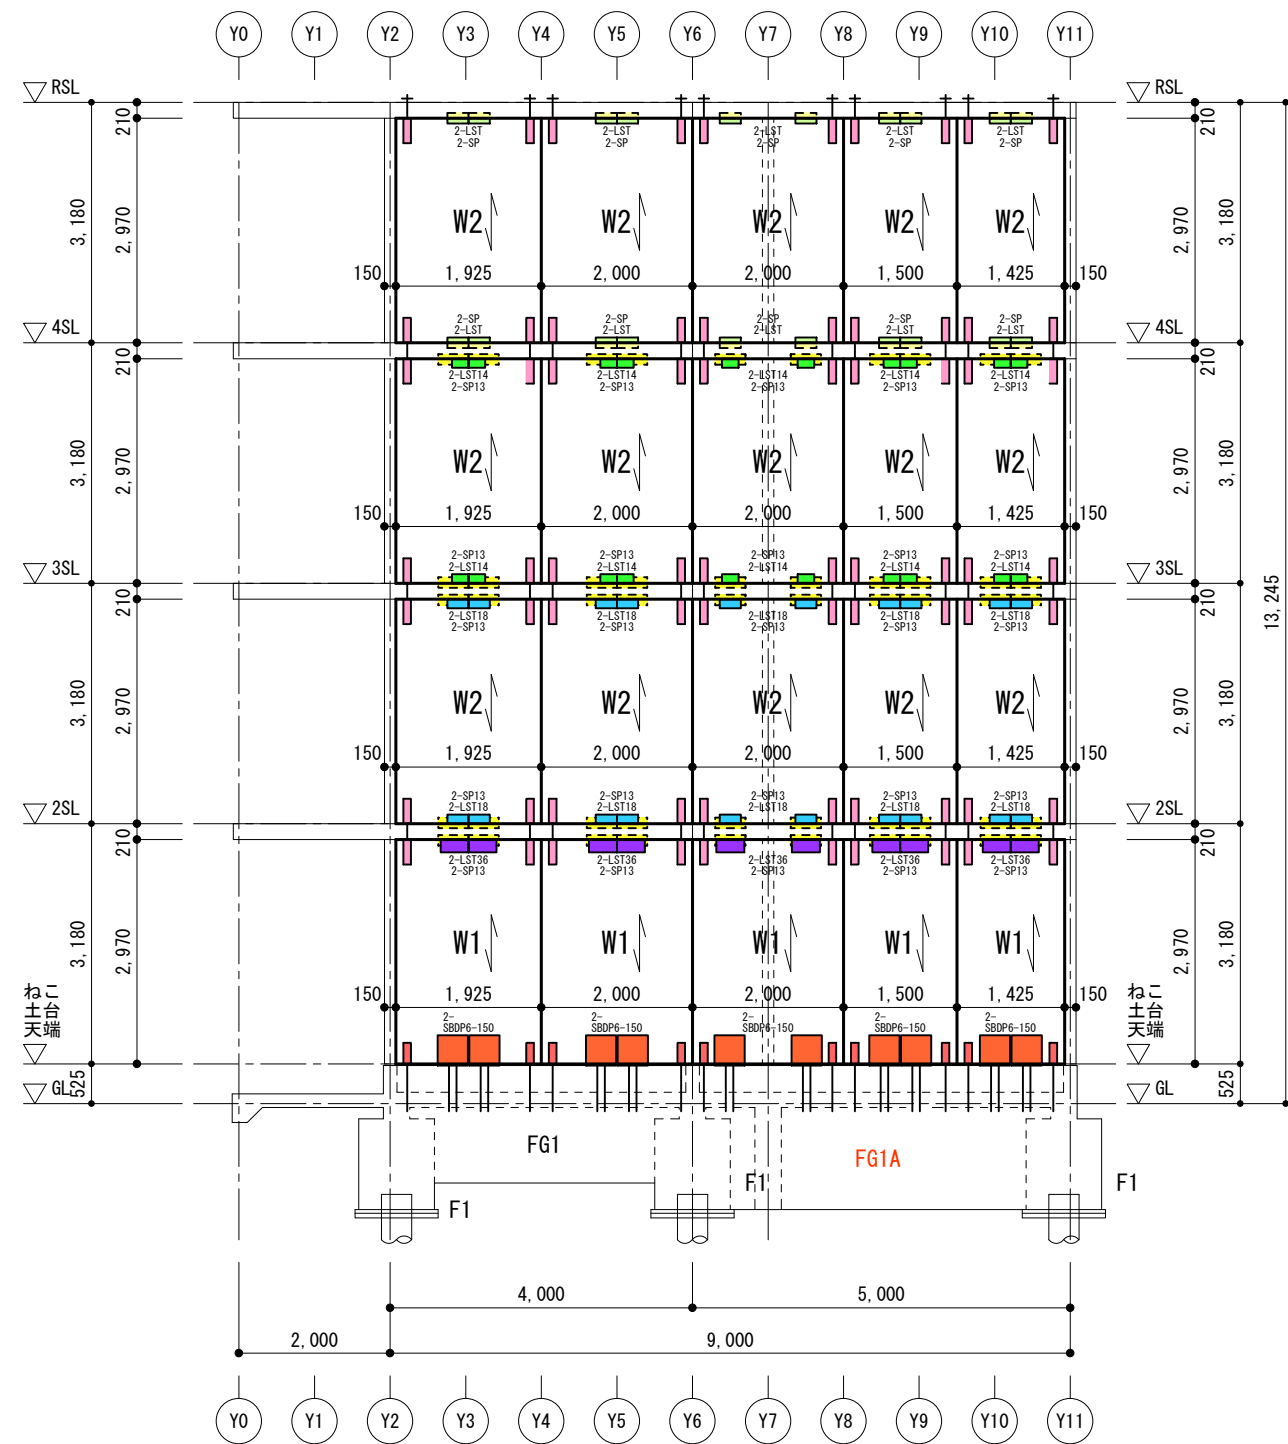 Y0 Y1 Y2 Y3 Y4 Y5 Y6 Y7 Y8 Y9 Y10 Y11
RSL RSL
210 210
2-LST 2-LST 2-LST 2-LST 2-LST
2-SP 2-SP 2-SP 2-SP 2-SP
3,180 2,970 W2 W2 W2 W2 W2 2,970 3,180
150 1,925 2,000 2,000 1,500 1,425 150
2-SP 2-SP 2-SP 2-SP 2-SP
4SL 2-LST 2-LST 2-LST 2-LST 2-LST 4SL
210 210
2-LST14 2-LST14 2-LST14 2-LST14 2-LST14
2-SP13 2-SP13 2-SP13 2-SP13 2-SP13
3,180 2,970 W2 W2 W2 W2 W2 2,970 3,180
150 1,925 2,000 2,000 1,500 1,425 150
2-SP13 2-SP13 2-SP13 2-SP13 2-SP13
3SL 2-LST14 2-LST14 2-LST14 2-LST14 2-LST14 3SL
210 210
13,245
2-LST18 2-LST18 2-LST18 2-LST18 2-LST18
2-SP13 2-SP13 2-SP13 2-SP13 2-SP13
3,180 2,970 W2 W2 W2 W2 W2 2,970 3,180
150 1,925 2,000 2,000 1,500 1,425 150
2-SP13 2-SP13 2-SP13 2-SP13 2-SP13
2SL 2-LST18 2-LST18 2-LST18 2-LST18 2-LST18 2SL
210 210
2-LST36 2-LST36 2-LST36 2-LST36 2-LST36
2-SP13 2-SP13 2-SP13 2-SP13 2-SP13
3,180 2,970 W1 W1 W1 W1 W1 2,970 3,180
150 1,925 2,000 2,000 1,500 1,425 150
ねこ ねこ
土台 土台
天端 天端
2- 2- 2- 2- 2-
SBDP6-150 SBDP6-150 SBDP6-150 SBDP6-150 SBDP6-150
GL 525 GL 525
FG1 FG1A
F1 F1 F1
4,000 5,000
2,000 9,000
Y0 Y1 Y2 Y3 Y4 Y5 Y6 Y7 Y8 Y9 Y10 Y11